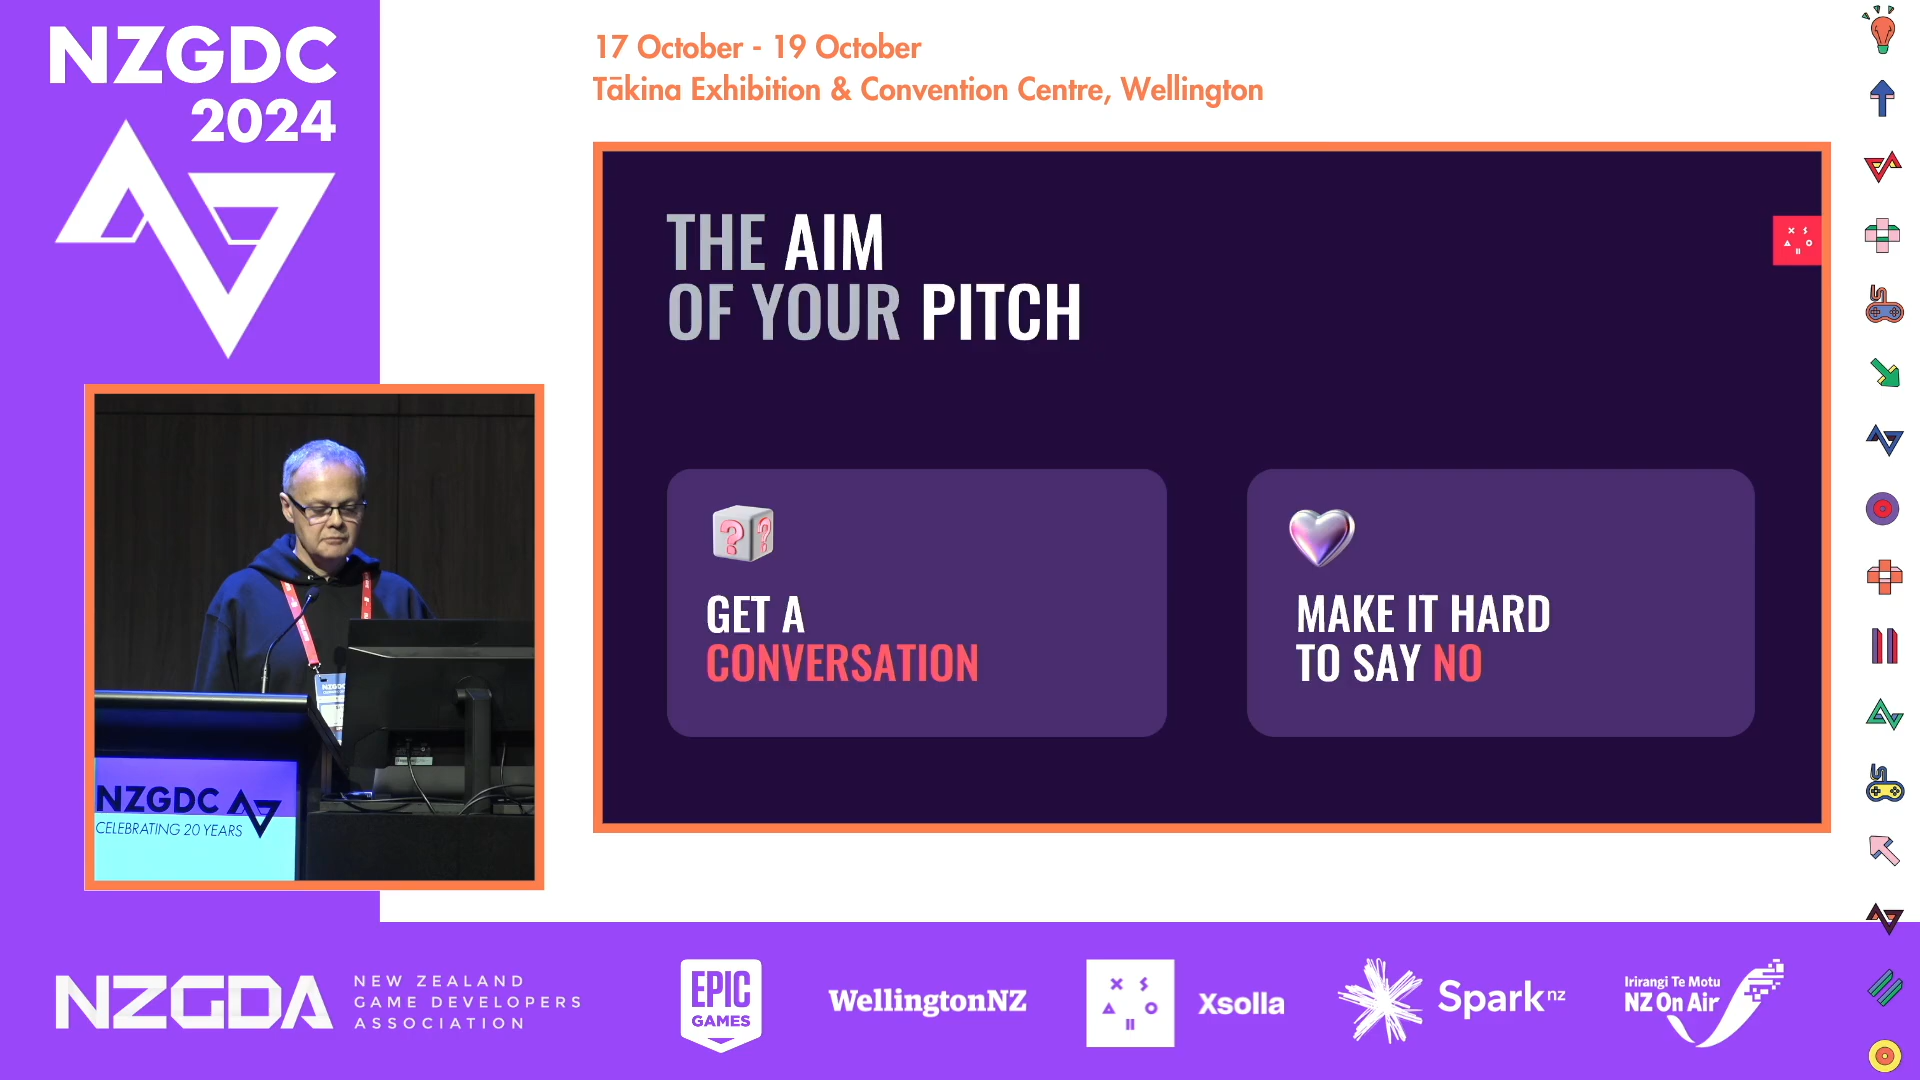 NZGDC
2024
17 October - 19 October
Tākina Exhibition & Convention Centre, Wellington
THE AIM
OF YOUR PITCH
GET A
CONVERSATION
MAKE IT HARD
TO SAY NO
NZGDC
NZGDC
CELEBRATING 20 YEARS
NZGDA
NEW ZEALAND
GAME DEVELOPERS
ASSOCIATION
EPIC
GAMES
WellingtonNZ
Xsolla
Spark nz
Irirangi Te Motu
NZ On Air